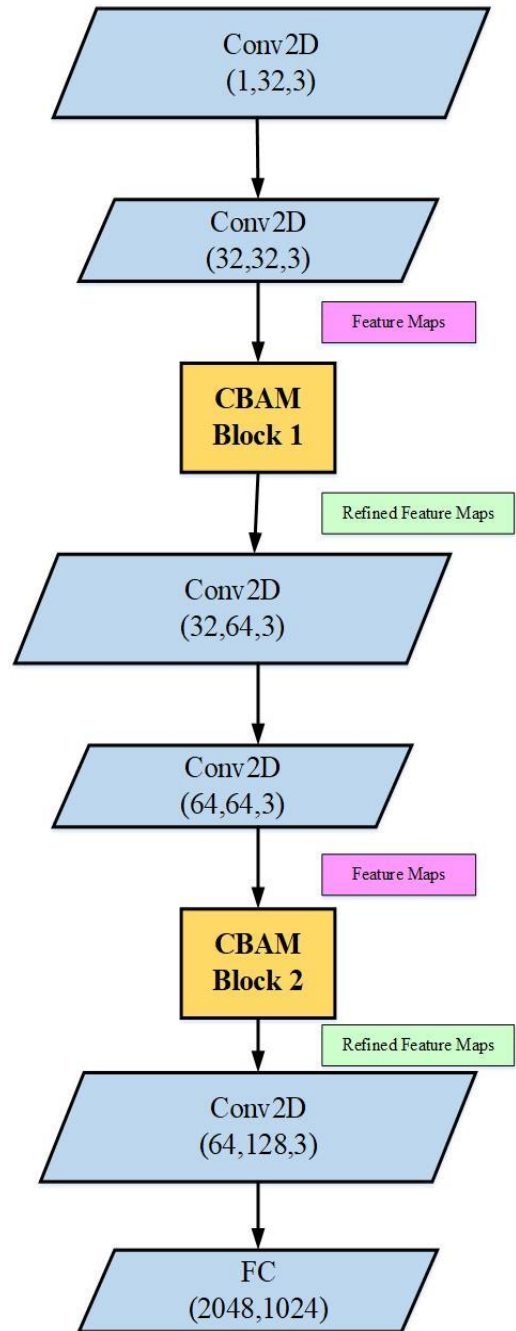 Conv2D
(1,32,3)
Conv2D
(32,32,3)
Feature Maps
CBAM
Block 1
Refined Feature Maps
Conv2D
(32,64,3)
Conv2D
(64,64,3)
Feature Maps
CBAM
Block 2
Refined Feature Maps
Conv2D
(64,128,3)
FC
(2048,1024)